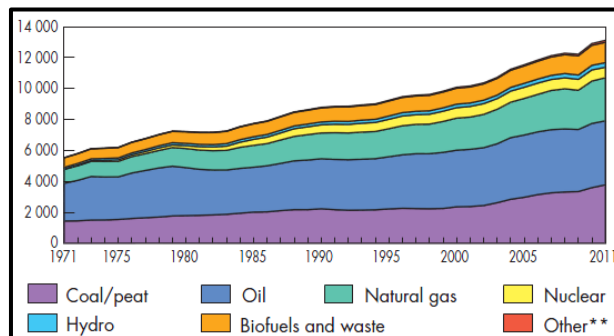 14 000
12 000
10 000
8 000
6 000
4 000
2 000
0
1971 1975 1980 1985 1990 1995 2000 2005 2011
Coal/peat Oil Natural gas Nuclear
Hydro Biofuels and waste Other**